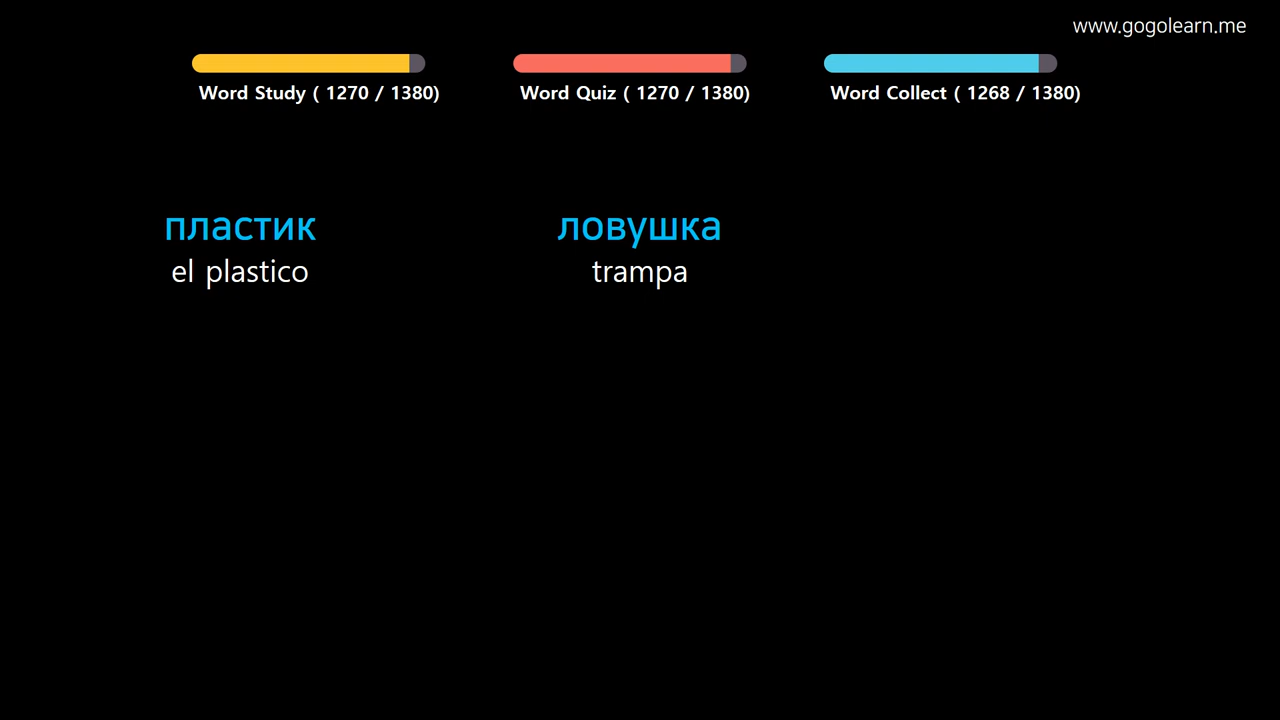 www.gogolearn.me
Word Study ( 1270 / 1380)
Word Quiz ( 1270 / 1380)
Word Collect ( 1268 / 1380)
пластик
el plastico
ловушка
trampa